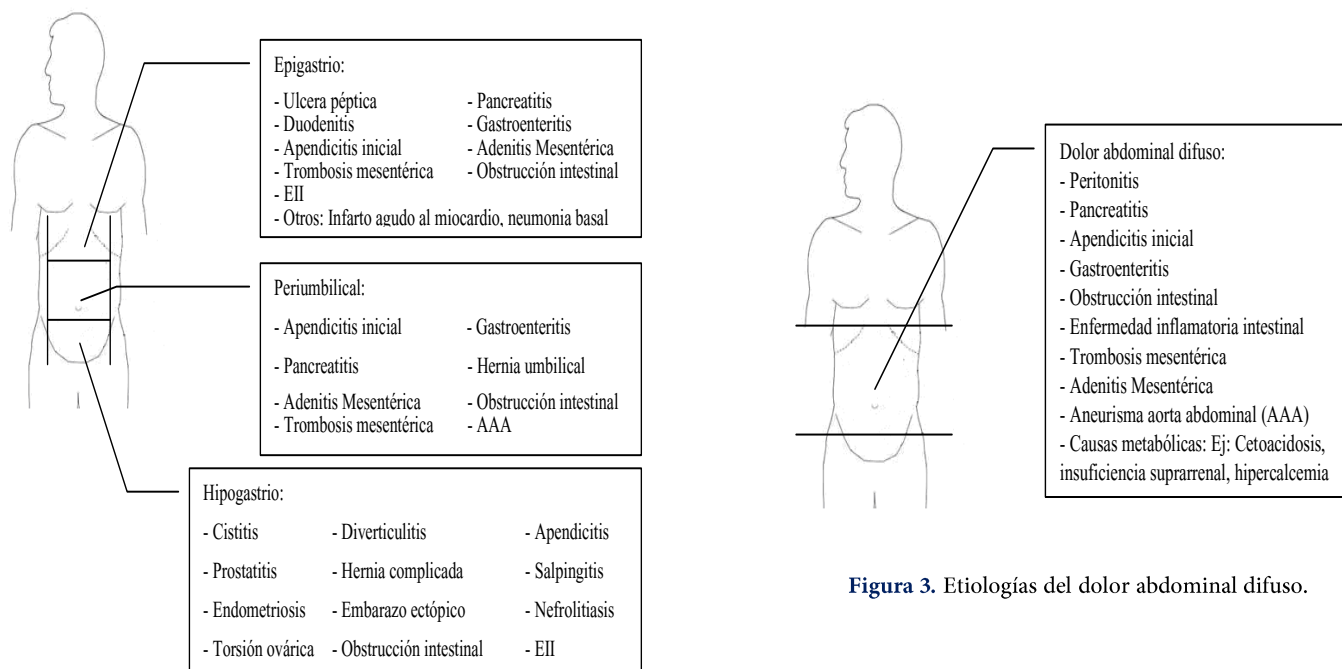 Epigastrio:
- Ulcera péptica - Pancreatitis
- Duodenitis - Gastroenteritis
- Apendicitis inicial - Adenitis Mesentérica
- Trombosis mesentérica - Obstrucción intestinal
- EII
- Otros: Infarto agudo al miocardio, neumonia basal
Periumbilical:
- Apendicitis inicial - Gastroenteritis
- Pancreatitis - Hernia umbilical
- Adenitis Mesentérica - Obstrucción intestinal
- Trombosis mesentérica - AAA
Hipogastrio:
- Cistitis - Diverticulitis - Apendicitis
- Prostatitis - Hernia complicada - Salpingitis
- Endometriosis - Embarazo ectópico - Nefrolitiasis
- Torsión ovárica - Obstrucción intestinal - EII
Dolor abdominal difuso:
- Peritonitis
- Pancreatitis
- Apendicitis inicial
- Gastroenteritis
- Obstrucción intestinal
- Enfermedad inflamatoria intestinal
- Trombosis mesentérica
- Adenitis Mesentérica
- Aneurisma aorta abdominal (AAA)
- Causas metabólicas: Ej: Cetoacidosis,
insuficiencia suprarrenal, hipercalcemia
Figura 3. Etiologías del dolor abdominal difuso.